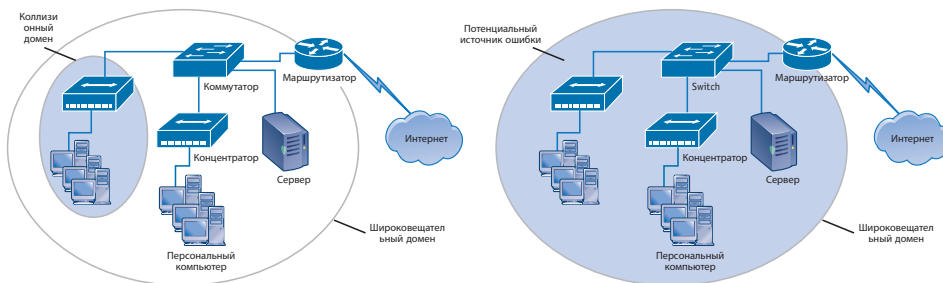 Коллизи
онный
домен
Коммутатор
Маршрутизатор
Интернет
Концентратор
Сервер
Широковещател
ьный домен
Персональный
компьютер
Потенциальный
источник ошибки
Switch
Маршрутизатор
Интернет
Концентратор
Сервер
Широковещател
ьный домен
Персональный
компьютер